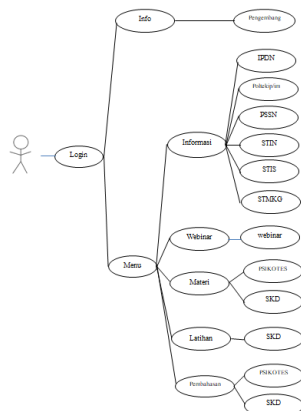 Info
Pengembang
IPDN
Poltekip/im
PSSN
Informasi
STIN
STIS
STMKG
Login
Webinar
webinar
Menu
Materi
PSIKOTES
SKD
Latihan
SKD
Pembahasan
PSIKOTES
SKD